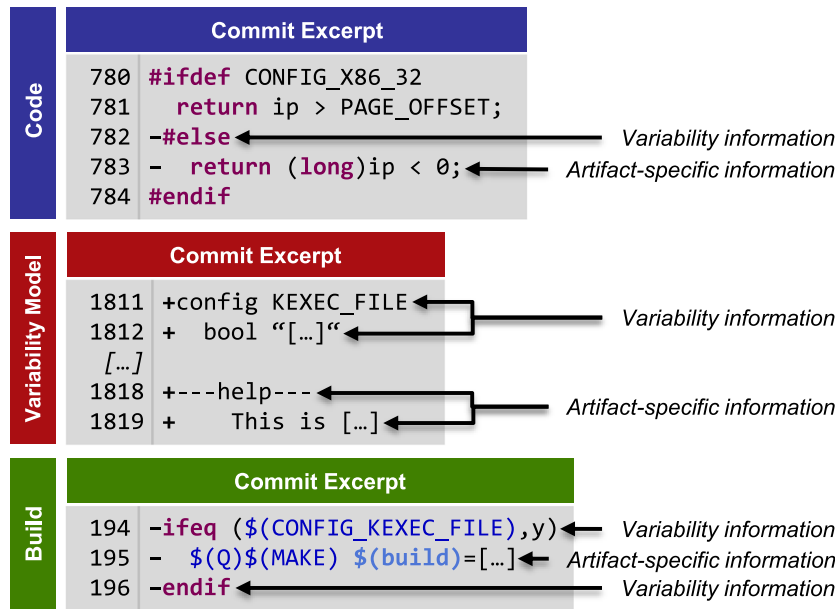 Code
Commit Excerpt
780 #ifdef CONFIG_X86_32
781 return ip > PAGE_OFFSET;
782 -#else
Variability information
783 - return (long)ip < 0;
Artifact-specific information
784 #endif
Variability Model
Commit Excerpt
1811 +config KEXEC_FILE
1812 + bool “[…]“
Variability information
[…]
1818 +---help---
1819 + This is […]
Artifact-specific information
Build
Commit Excerpt
194 -ifeq ($(CONFIG_KEXEC_FILE),y)
Variability information
195 - $(Q)$(MAKE) $(build)=[…]
Artifact-specific information
196 -endif
Variability information